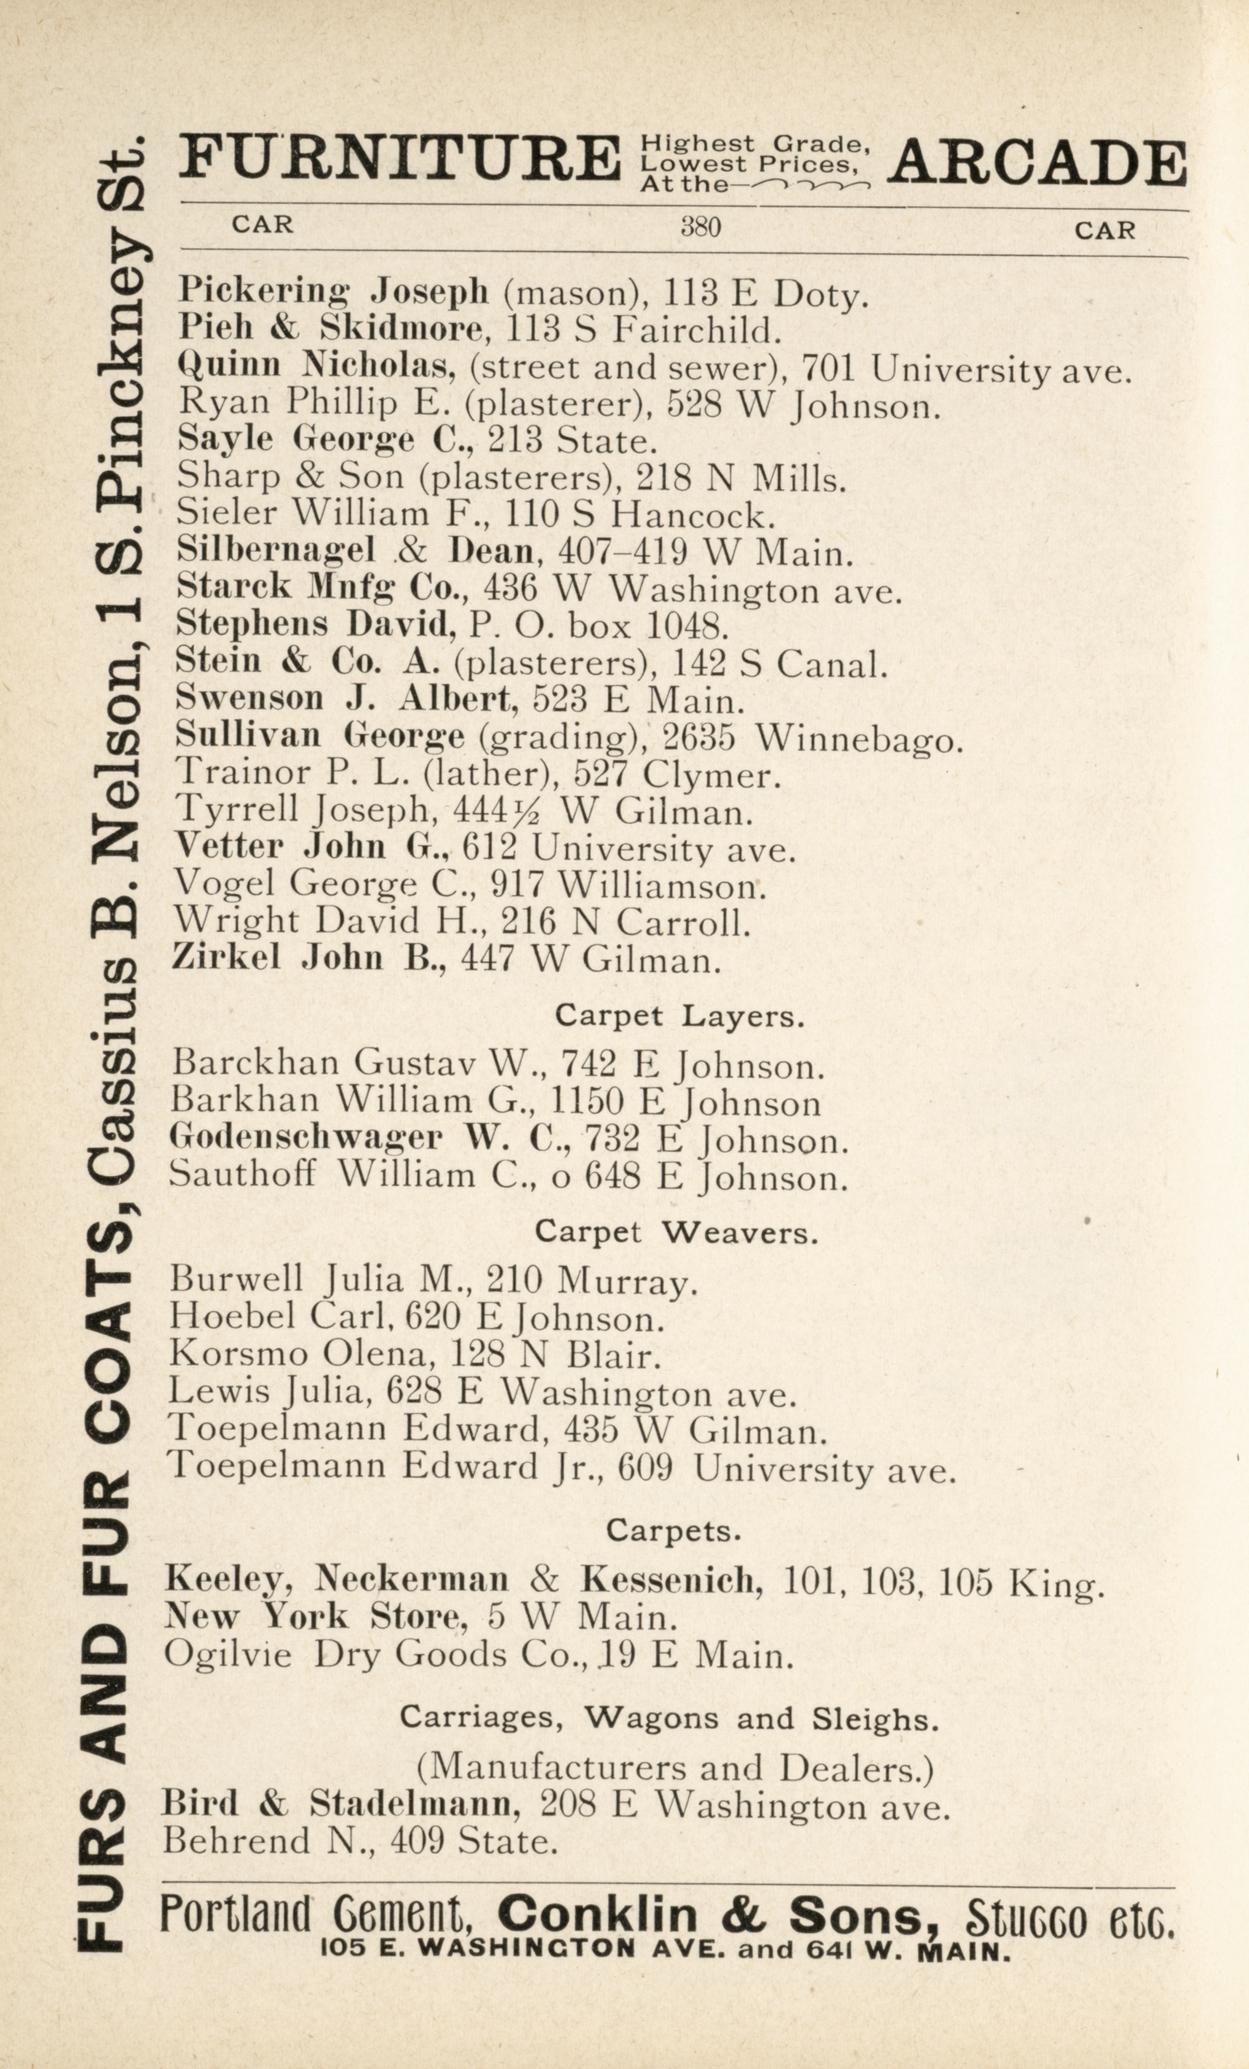 FURNITURE Highest Grade, Lowest Prices, At the ARCADE
CAR 380 CAR
Pickering Joseph (mason), 113 E Doty.
Pieh & Skidmore, 113 S Fairchild.
Quinn Nicholas, (street and sewer), 701 University ave.
Ryan Phillip E. (plasterer), 528 W Johnson.
Sayle George C., 213 State.
Sharp & Son (plasterers), 218 N Mills.
Sieler William F., 110 S Hancock.
Silbernagel & Dean, 407–419 W Main.
Starck Mnfg Co., 436 W Washington ave.
Stephens David, P. O. box 1048.
Stein & Co. A. (plasterers), 142 S Canal.
Swenson J. Albert, 523 E Main.
Sullivan George (grading), 2635 Winnebago.
Trainor P. L. (lather), 527 Clymer.
Tyrrell Joseph, 444½ W Gilman.
Vetter John G., 612 University ave.
Vogel George C., 917 Williamson.
Wright David H., 216 N Carroll.
Zirkel John B., 447 W Gilman.
Carpet Layers.
Barckhan Gustav W., 742 E Johnson.
Barkhan William G., 1150 E Johnson
Godenschwager W. C., 732 E Johnson.
Sauthoff William C., o 648 E Johnson.
Carpet Weavers.
Burwell Julia M., 210 Murray.
Hoebel Carl, 620 E Johnson.
Korsmo Olena, 128 N Blair.
Lewis Julia, 628 E Washington ave.
Toepelmann Edward, 435 W Gilman.
Toepelmann Edward Jr., 609 University ave.
Carpets.
Keeley, Neckerman & Kessenich, 101, 103, 105 King.
New York Store, 5 W Main.
Ogilvie Dry Goods Co., 19 E Main.
Carriages, Wagons and Sleighs.
(Manufacturers and Dealers.)
Bird & Stadelmann, 208 E Washington ave.
Behrend N., 409 State.
Portland Cement, Conklin & Sons, Stucco etc.
105 E. WASHINGTON AVE. and 641 W. MAIN.
FURS AND FUR COATS, Cassius B. Nelson, 1 S. Pinckney St.